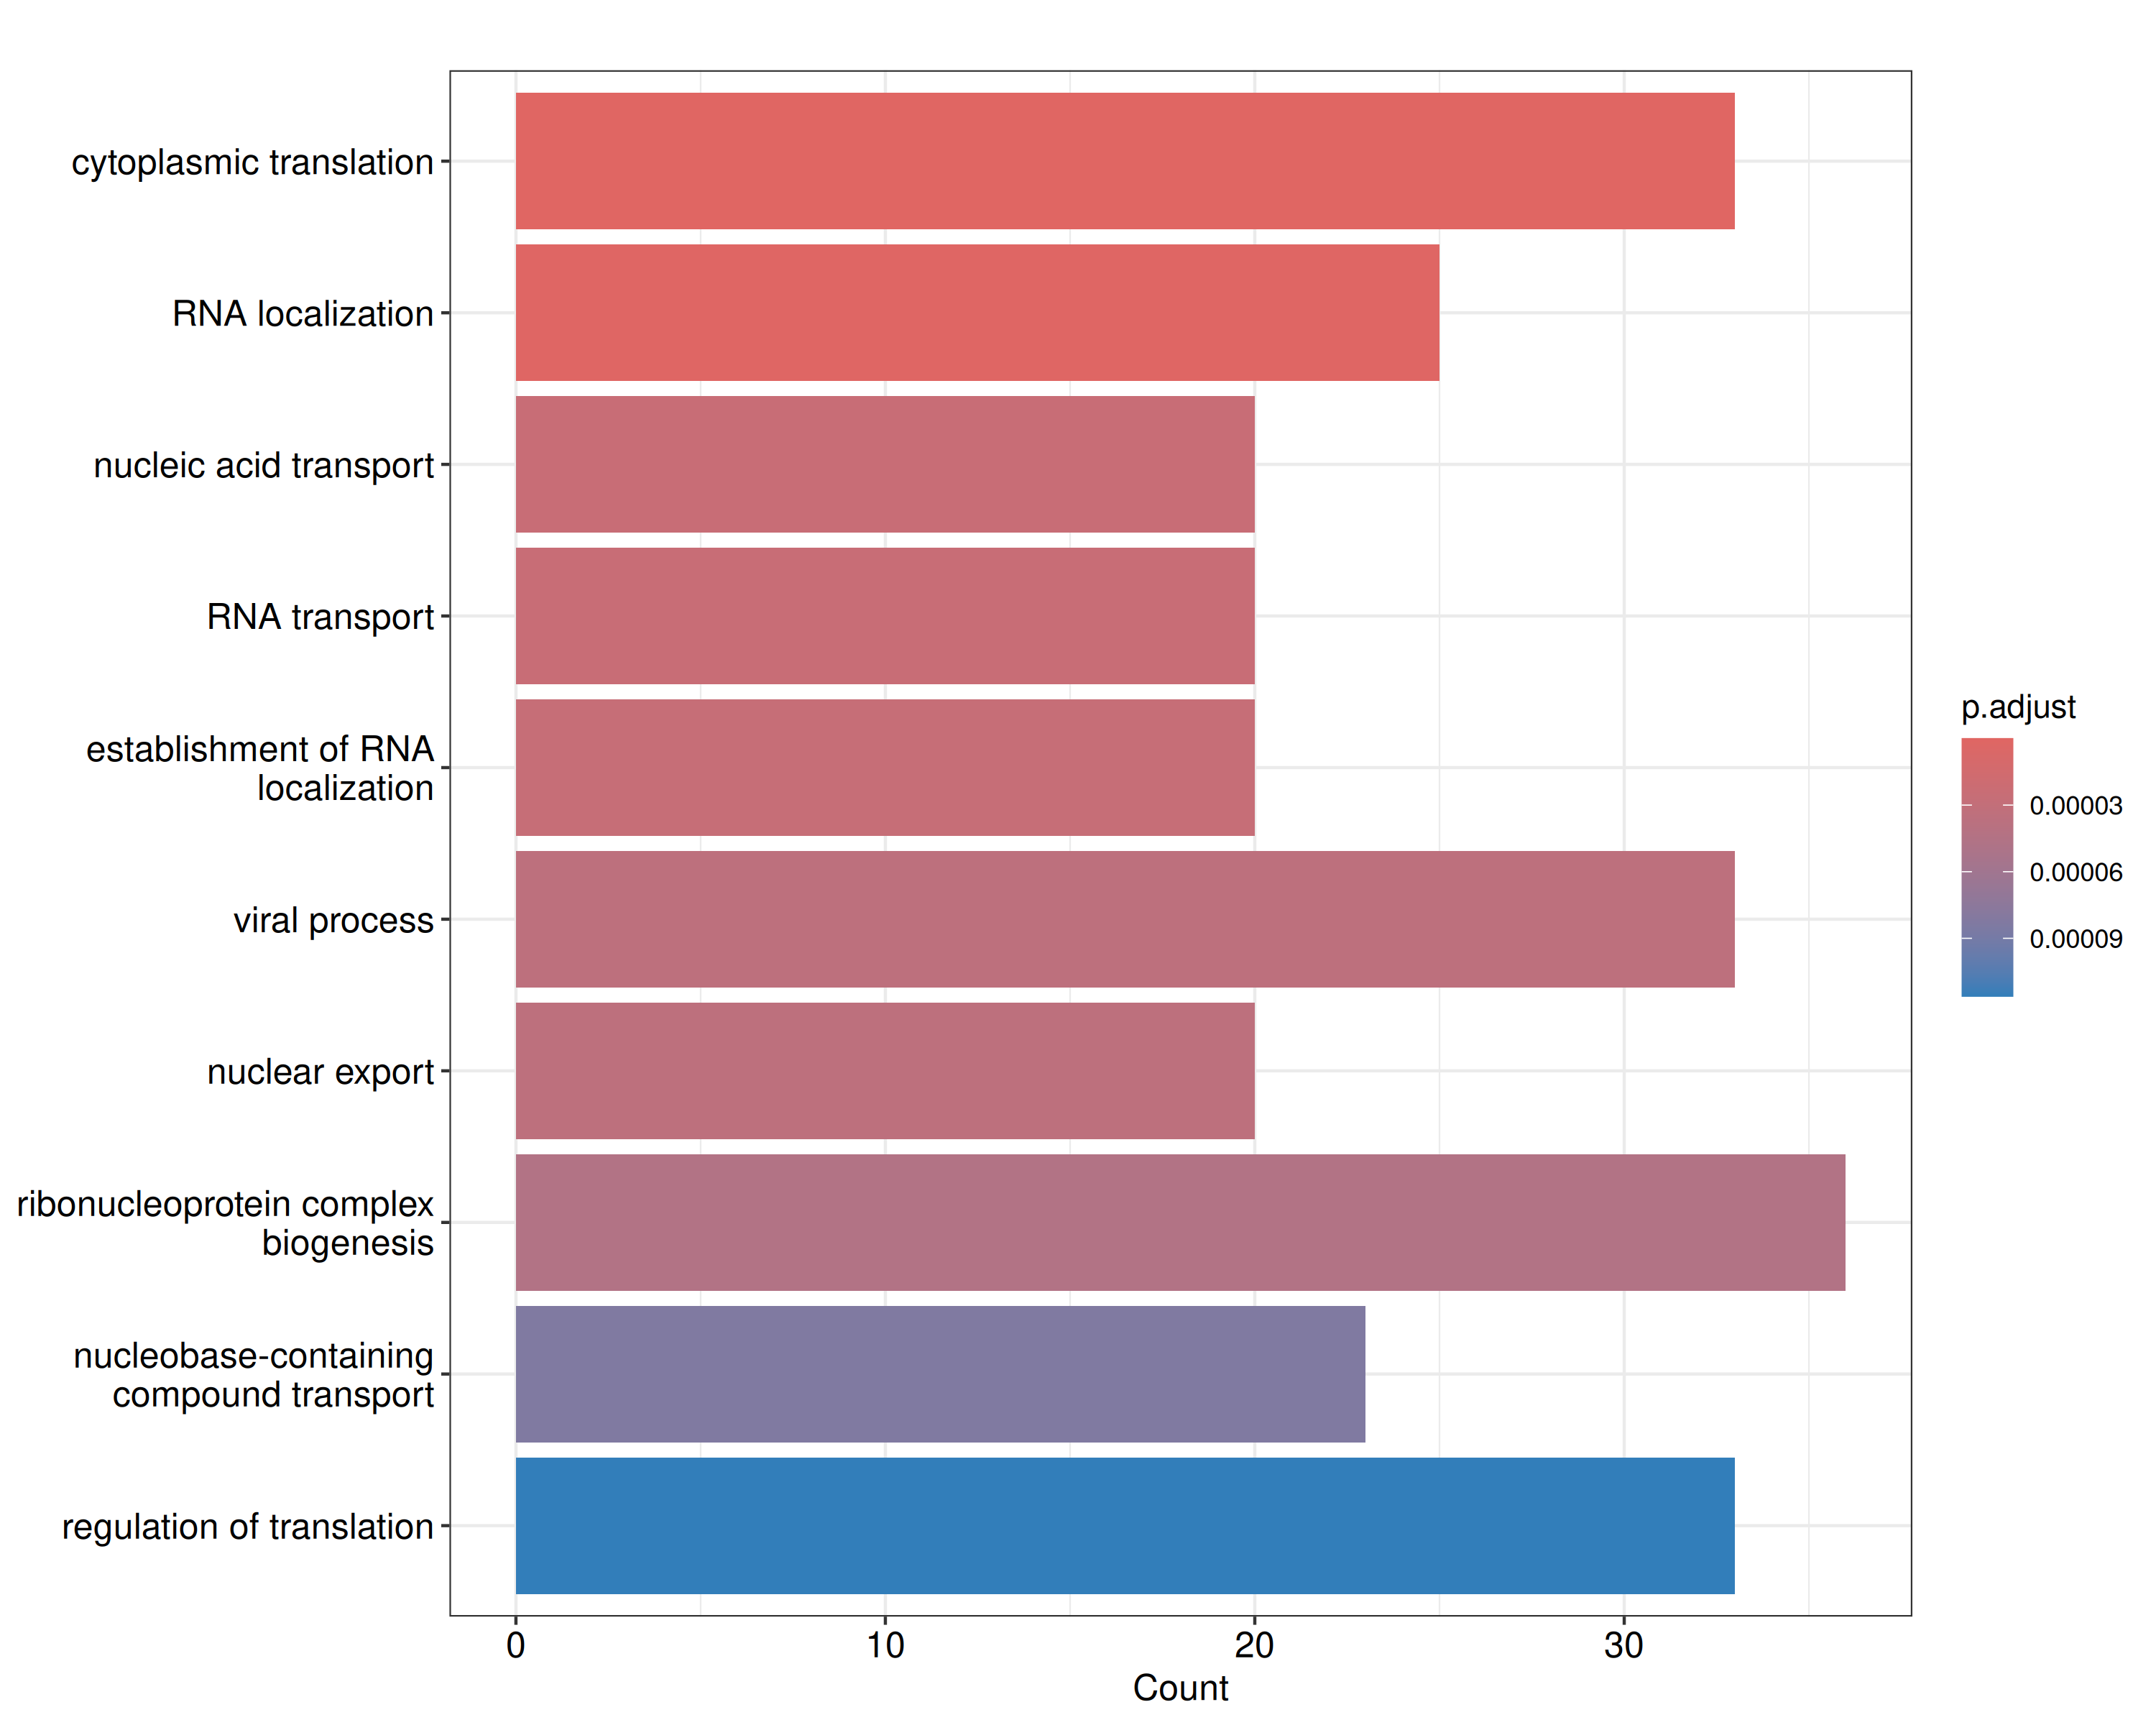 cytoplasmic translation
RNA localization
nucleic acid transport
RNA transport
establishment of RNA
localization
viral process
nuclear export
ribonucleoprotein complex
biogenesis
nucleobase-containing
compound transport
regulation of translation
0 10 20 30
Count
p.adjust
0.00003
0.00006
0.00009